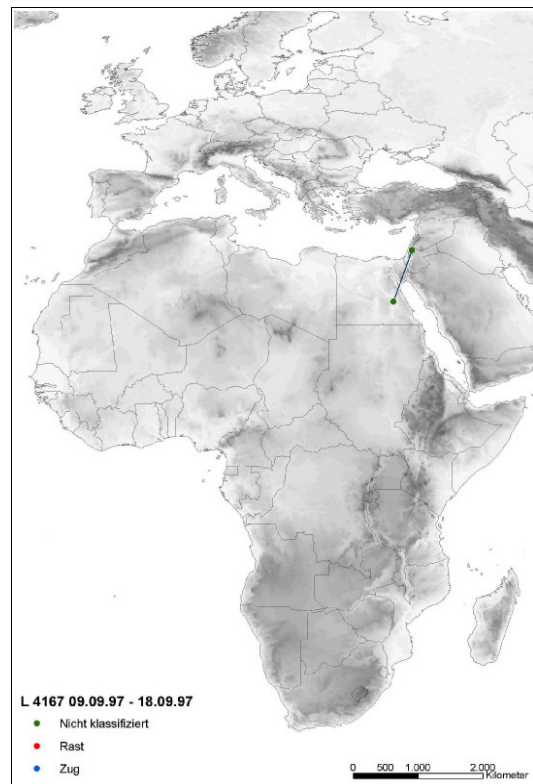 L 4167 09.09.97 - 18.09.97
Nicht klassifiziert
Rast
Zug
0 500 1.000 2.000
Kilometer